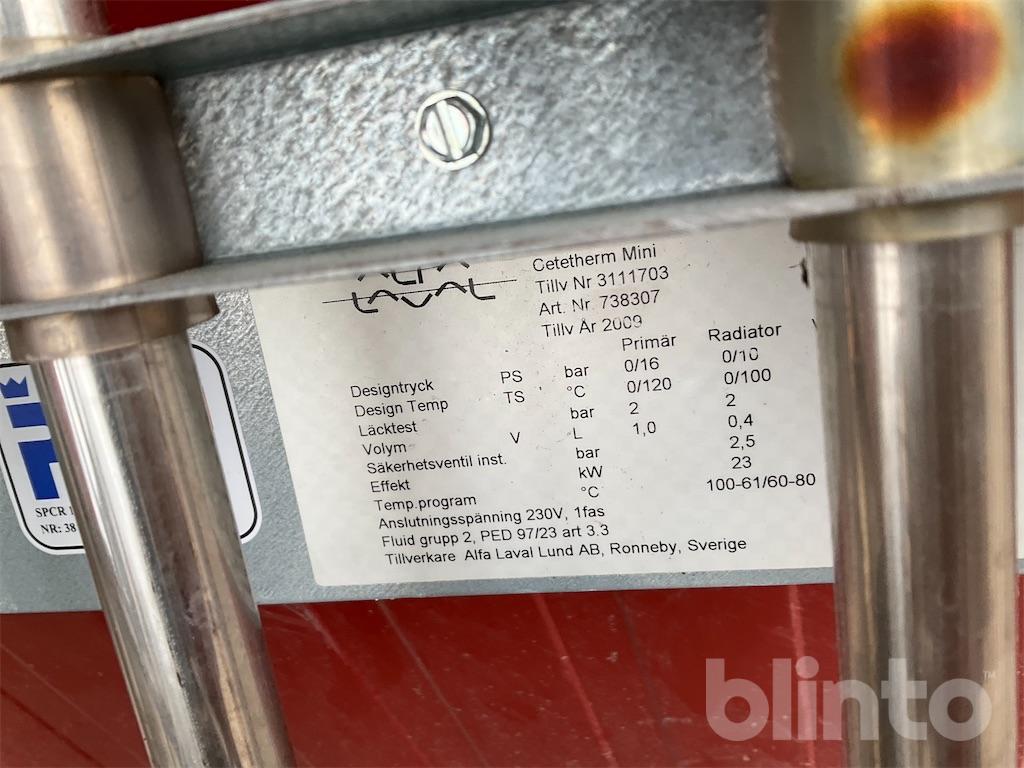 Cetetherm Mini
ALFA
LAVAL
Tillv Nr 3111703
Art. Nr. 738307
Tillv År 2009
Primär Radiator
Designtryck PS bar 0/16 0/10
Design Temp TS °C 0/120 0/100
Läcktest bar 2 2
Volym V L 1,0 0,4
Säkerhetsventil inst. bar 2,5
Effekt kW 23
Temp.program °C 100-61/60-80
Anslutningsspänning 230V, 1fas
Fluid grupp 2, PED 97/23 art 3.3
Tillverkare Alfa Laval Lund AB, Ronneby, Sverige
SPCR
NR: 38
blinto™